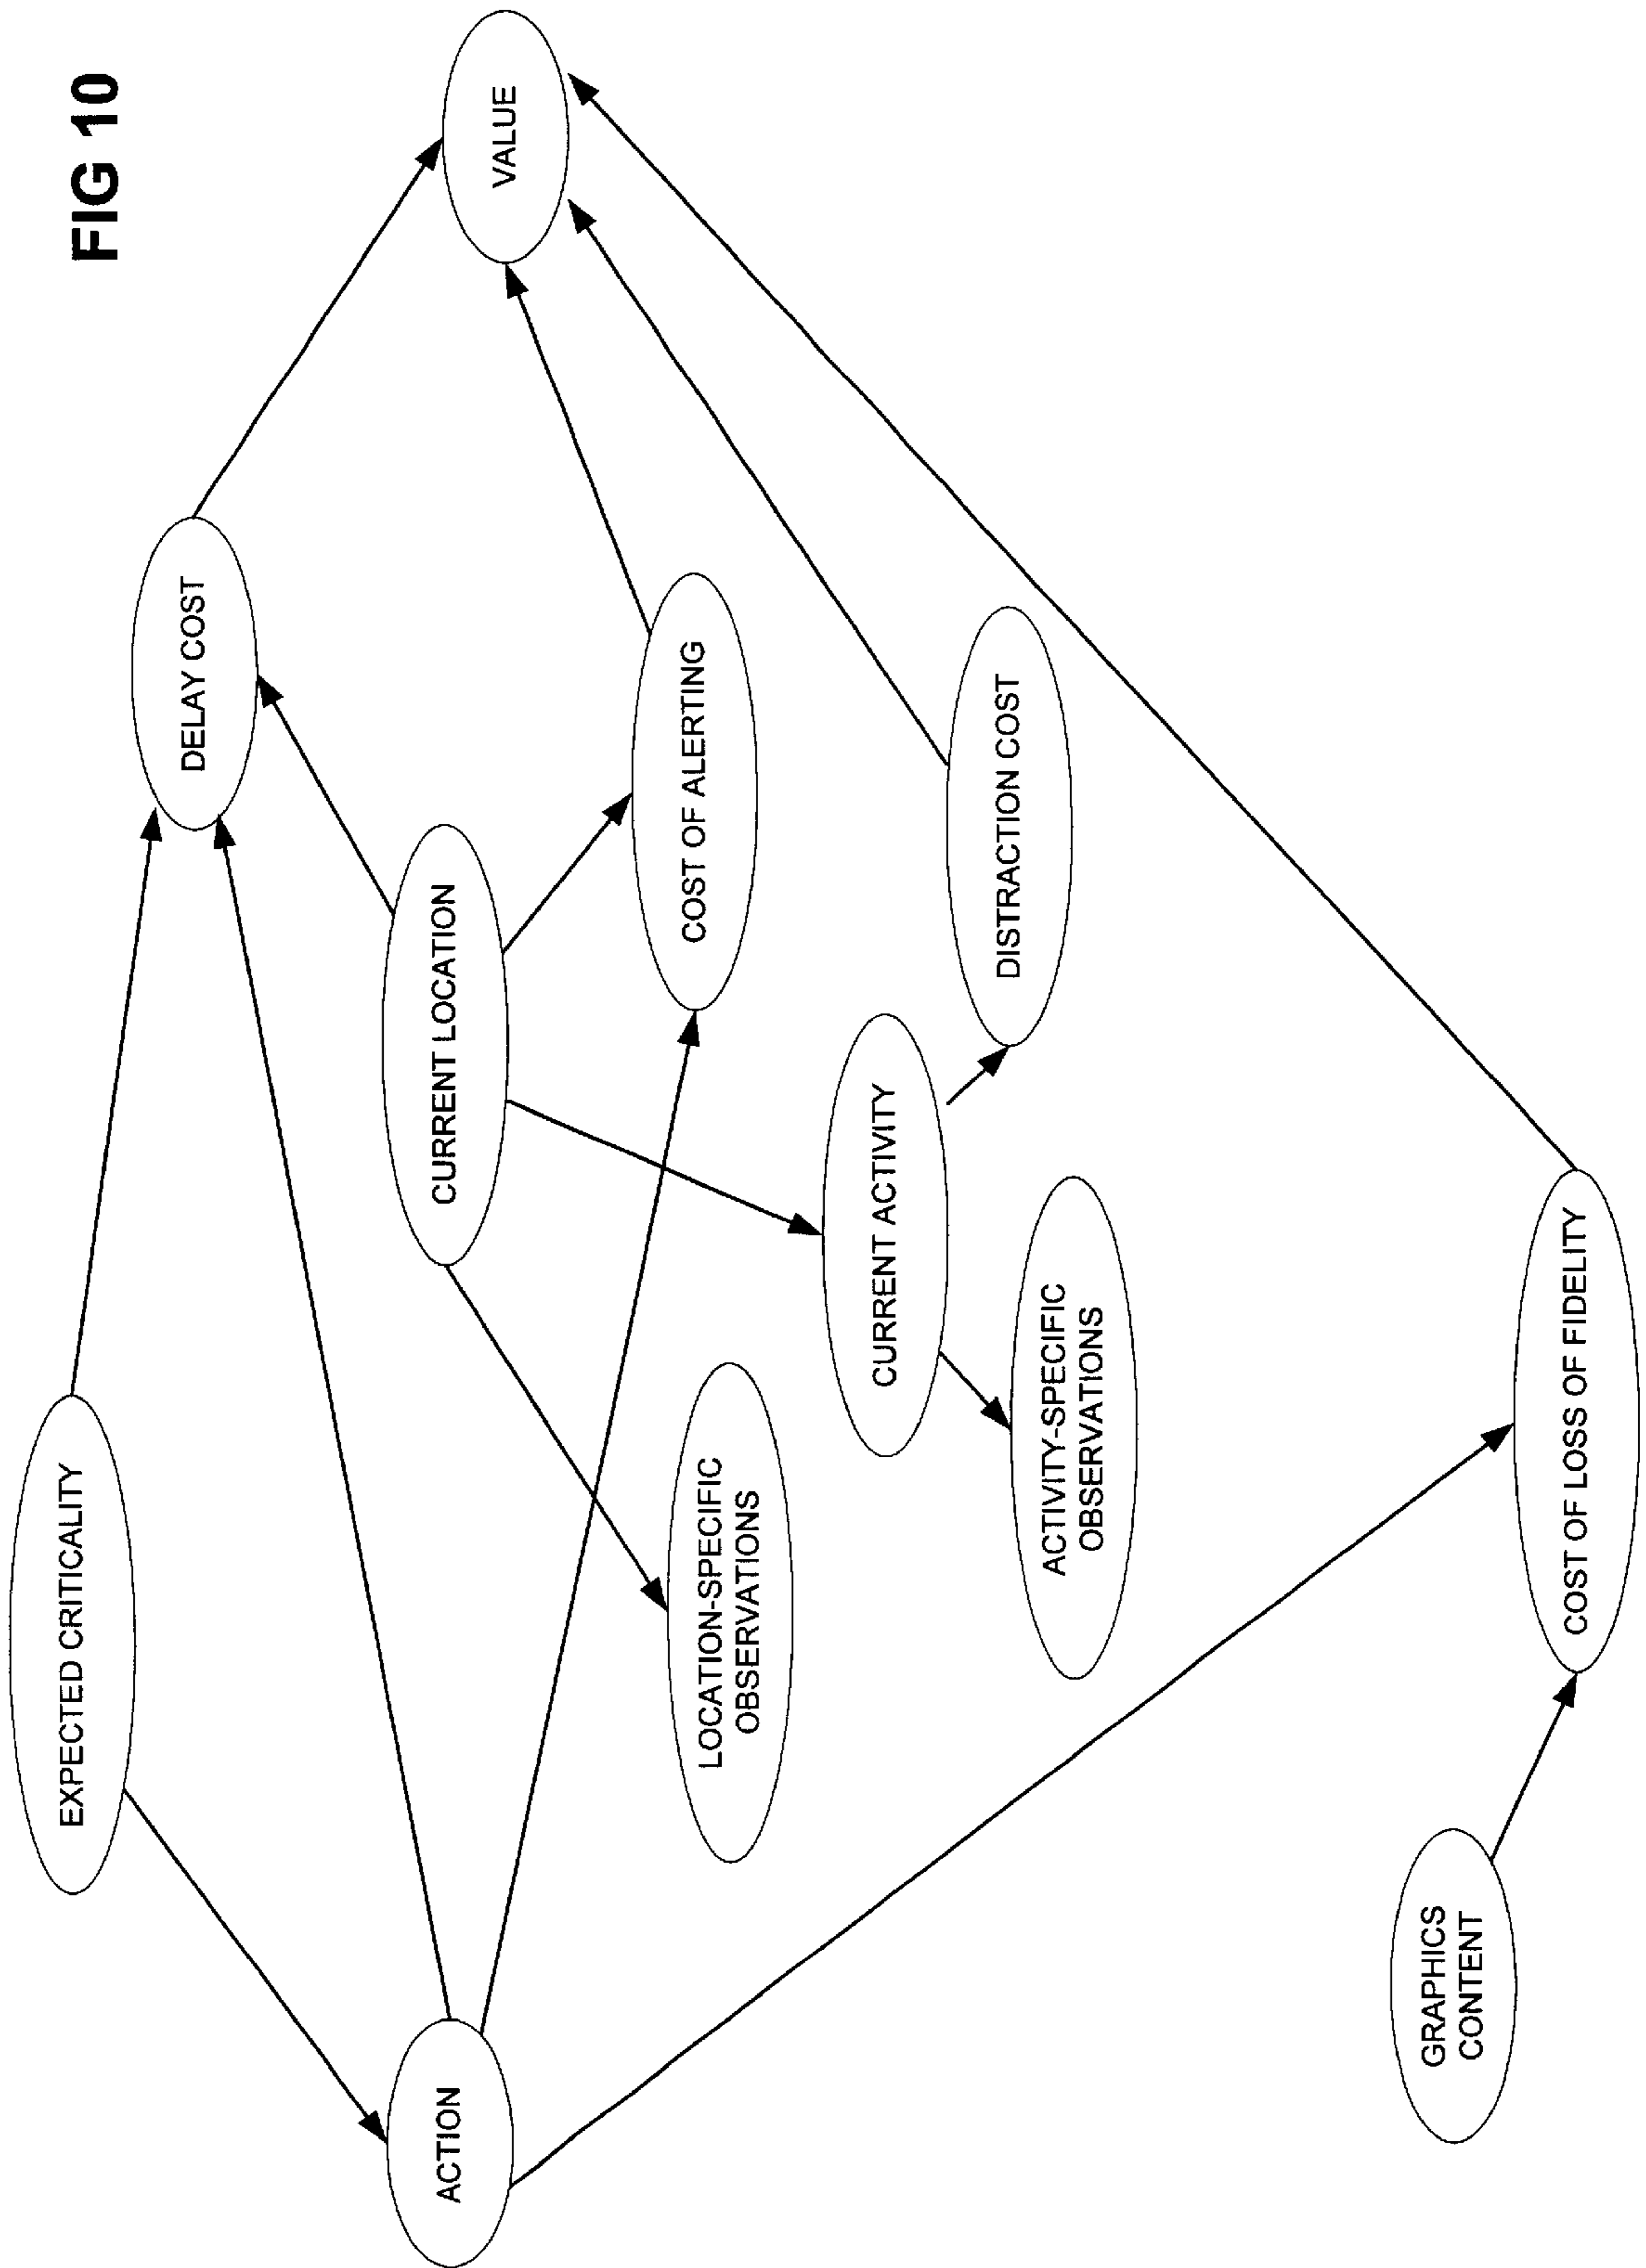 FIG 10
EXPECTED CRITICALITY
DELAY COST
ACTION
CURRENT LOCATION
VALUE
LOCATION-SPECIFIC
OBSERVATIONS
COST OF ALERTING
CURRENT ACTIVITY
ACTIVITY-SPECIFIC
OBSERVATIONS
DISTRACTION COST
GRAPHICS
CONTENT
COST OF LOSS OF FIDELITY